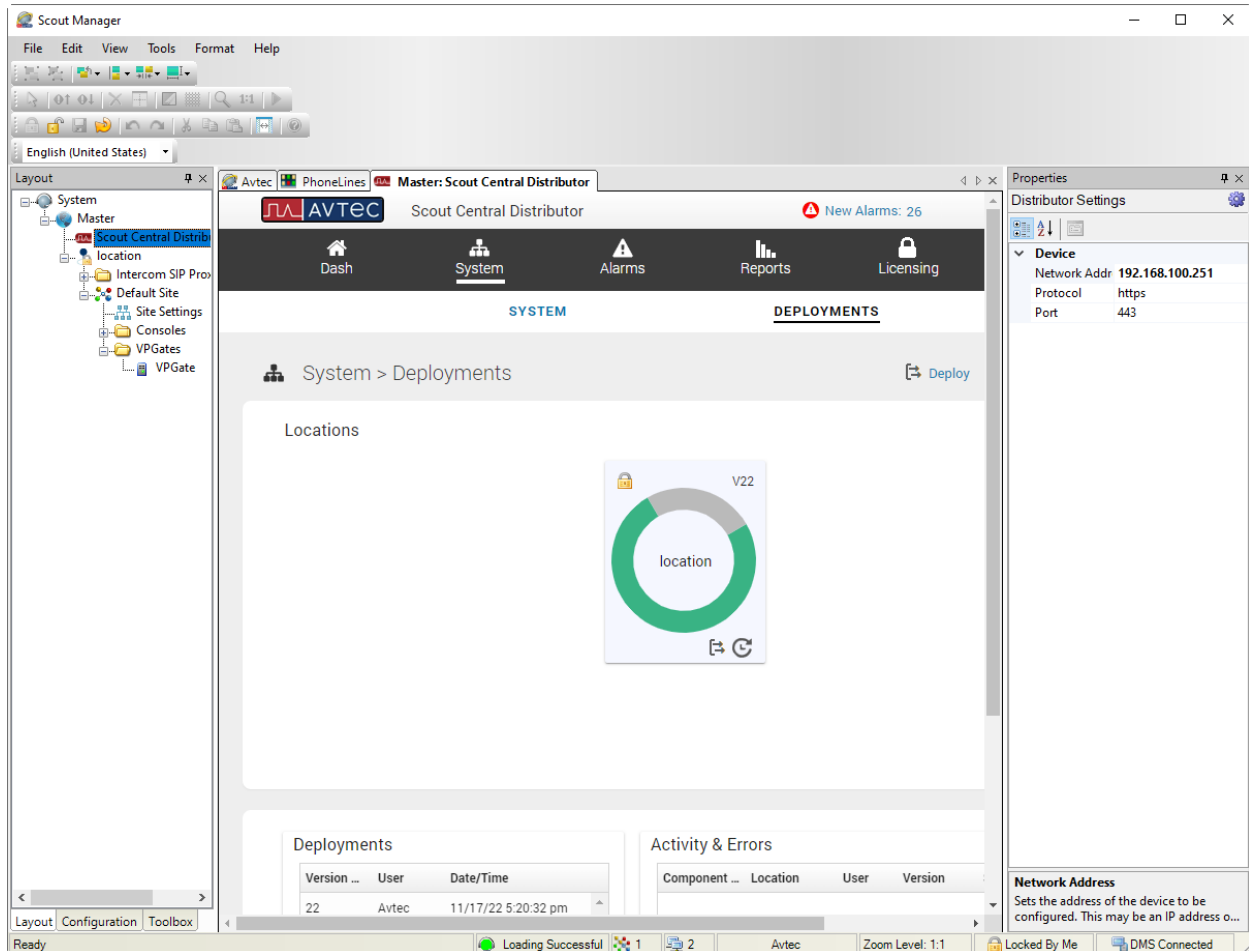 Scout Manager
File Edit View Tools Format Help
1:1
English (United States)
Layout
System
Master
Scout Central Distrib
location
Intercom SIP Prox
Default Site
Site Settings
Consoles
VPGates
VPGate
Layout Configuration Toolbox
Avtec PhoneLines Master: Scout Central Distributor
AVTEC Scout Central Distributor New Alarms: 26
Dash System Alarms Reports Licensing
SYSTEM DEPLOYMENTS
System > Deployments Deploy
Locations
V22
location
Deployments
Version ... User Date/Time
22 Avtec 11/17/22 5:20:32 pm
Activity & Errors
Component ... Location User Version
Properties
Distributor Settings
Device
Network Addr 192.168.100.251
Protocol https
Port 443
Network Address
Sets the address of the device to be
configured. This may be an IP address o...
Ready Loading Successful 1 2 Avtec Zoom Level: 1:1 Locked By Me DMS Connected